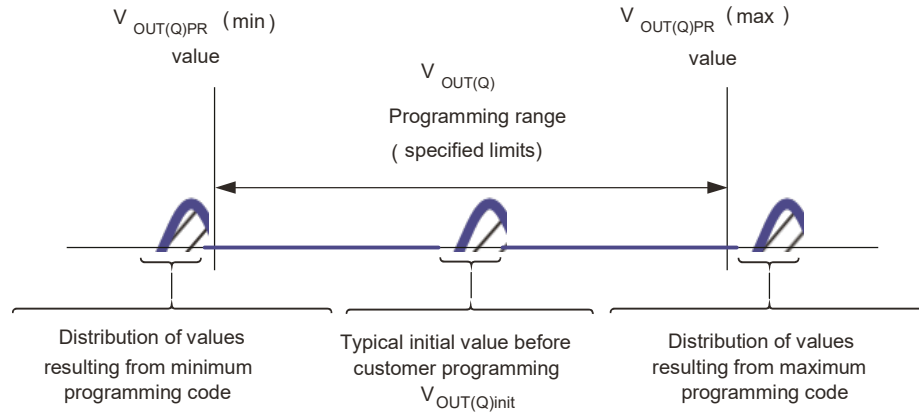 V OUT(Q)PR (min)
value
V OUT(Q)PR (max)
value
V OUT(Q)
Programming range
( specified limits)
Distribution of values
resulting from minimum
programming code
Typical initial value before
customer programming
VOUT(Q)init
Distribution of values
resulting from maximum
programming code